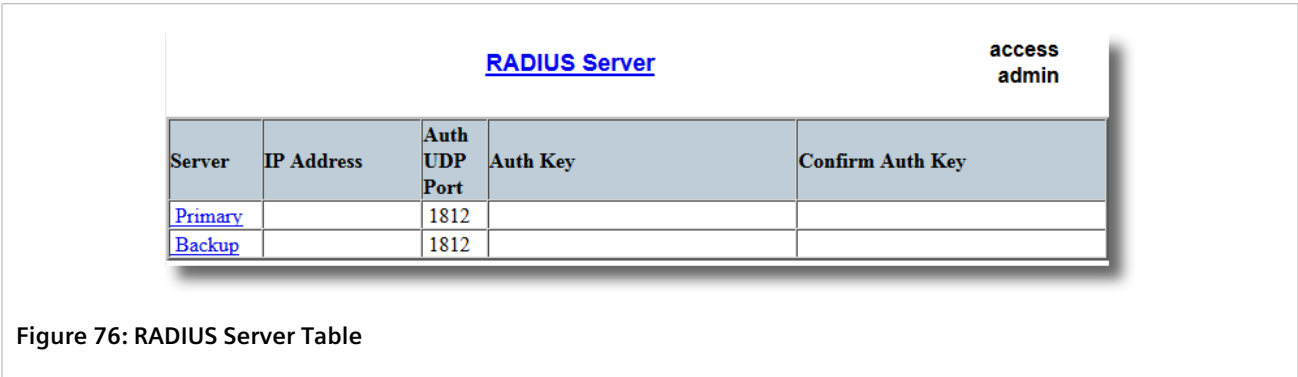 RADIUS Server
access
admin
Server IP Address Auth UDP Port Auth Key Confirm Auth Key
Primary 1812
Backup 1812
Figure 76: RADIUS Server Table